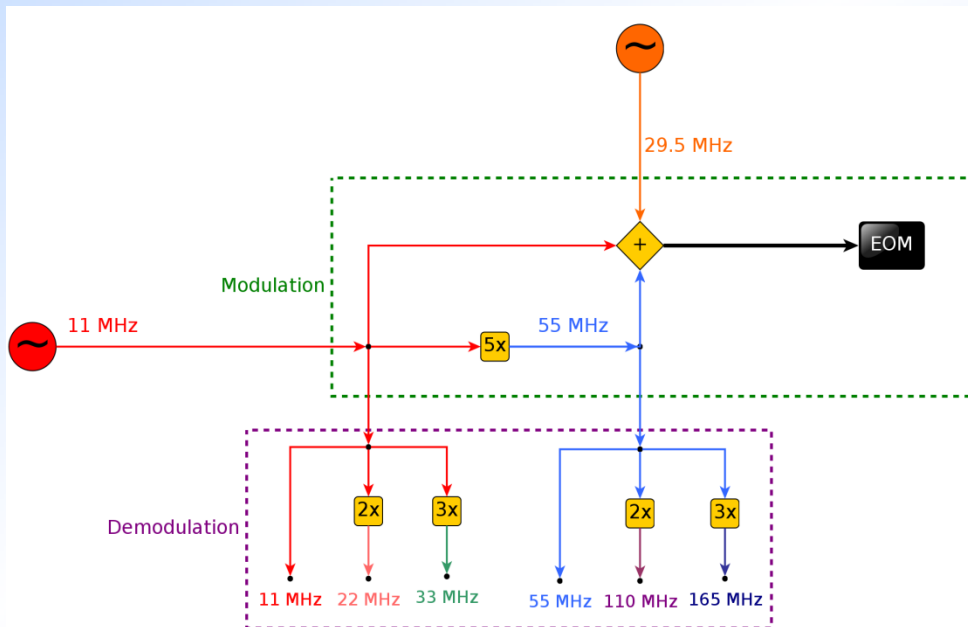 ~
29.5 MHz
+
EOM
Modulation
11 MHz
~
5x
55 MHz
Demodulation
2x
3x
2x
3x
11 MHz
22 MHz
33 MHz
55 MHz
110 MHz
165 MHz